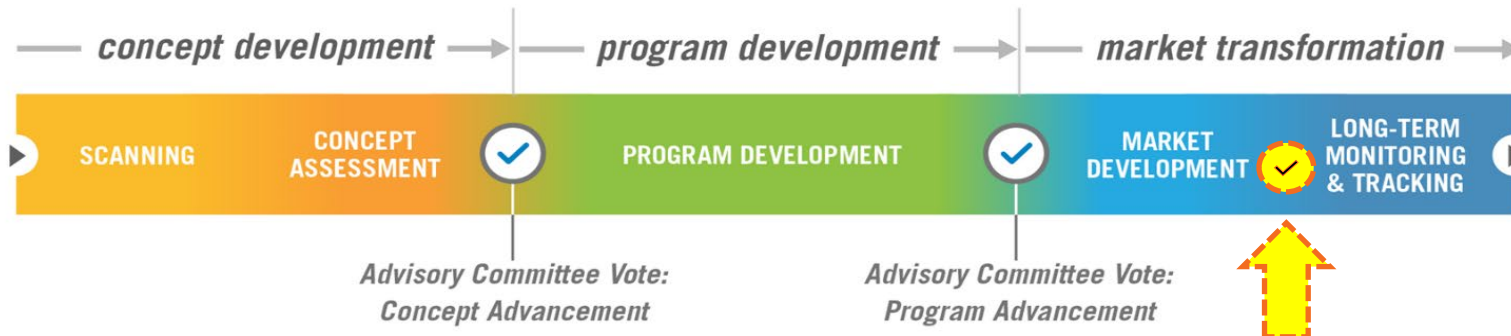 concept development
program development
market transformation
SCANNING
CONCEPT
ASSESSMENT
PROGRAM DEVELOPMENT
MARKET
DEVELOPMENT
LONG-TERM
MONITORING
& TRACKING
Advisory Committee Vote:
Concept Advancement
Advisory Committee Vote:
Program Advancement